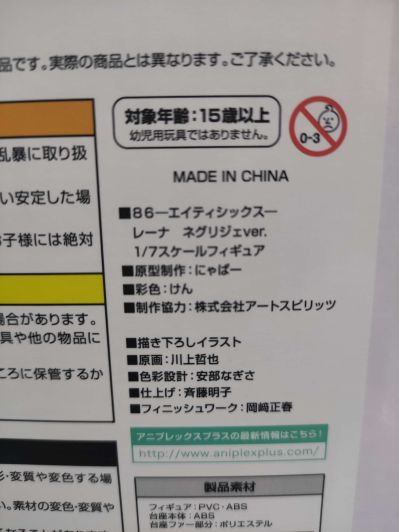 品です。実際の商品とは異なります。ご了承ください。
対象年齢:15歳以上
幼児用玩具ではありません。
0-3
乱暴に取り扱
い安定した場
子様には絶対
場合があります。
具や他の物品に
ころに保管するか
形・変質や変色する場
い。素材の変色・変質や
MADE IN CHINA
■86―エイティシックス―
レーナ ネグリジェver.
1/7スケールフィギュア
■原型制作:にゃばー
■彩色:けん
■制作協力:株式会社アートスピリッツ
■描き下ろしイラスト
■原画:川上哲也
■色彩設計:安部なぎさ
■仕上げ:斉藤明子
■フィニッシュワーク:岡﨑正春
アニプレックスプラスの最新情報はこちら!
http://www.aniplexplus.com/
製品素材
フィギュア:PVC・ABS
台座本体:ABS
台座ファー部分:ポリエステル